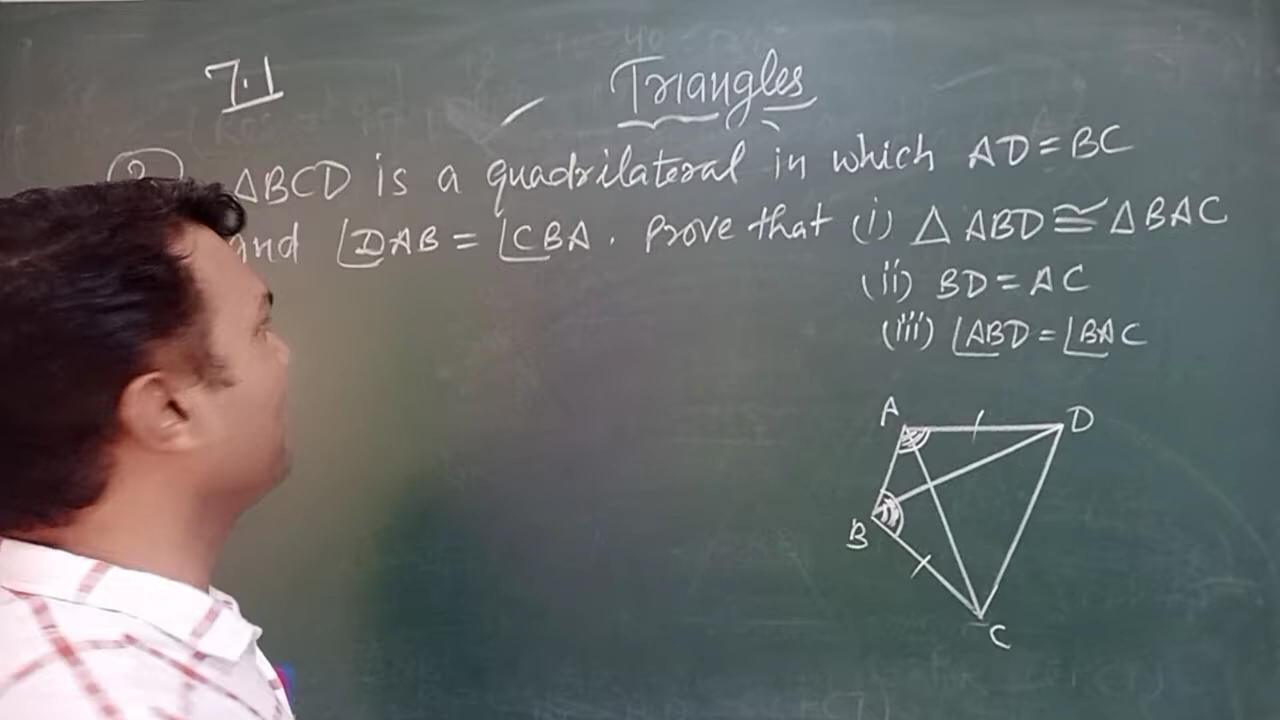 7.1
Triangles
ABCD is a quadrilateral in which AD=BC
and ∠DAB = ∠CBA. Prove that (i) △ ABD ≅ △ BAC
(ii) BD = AC
(iii) ∠ABD = ∠BAC
A
D
B
C